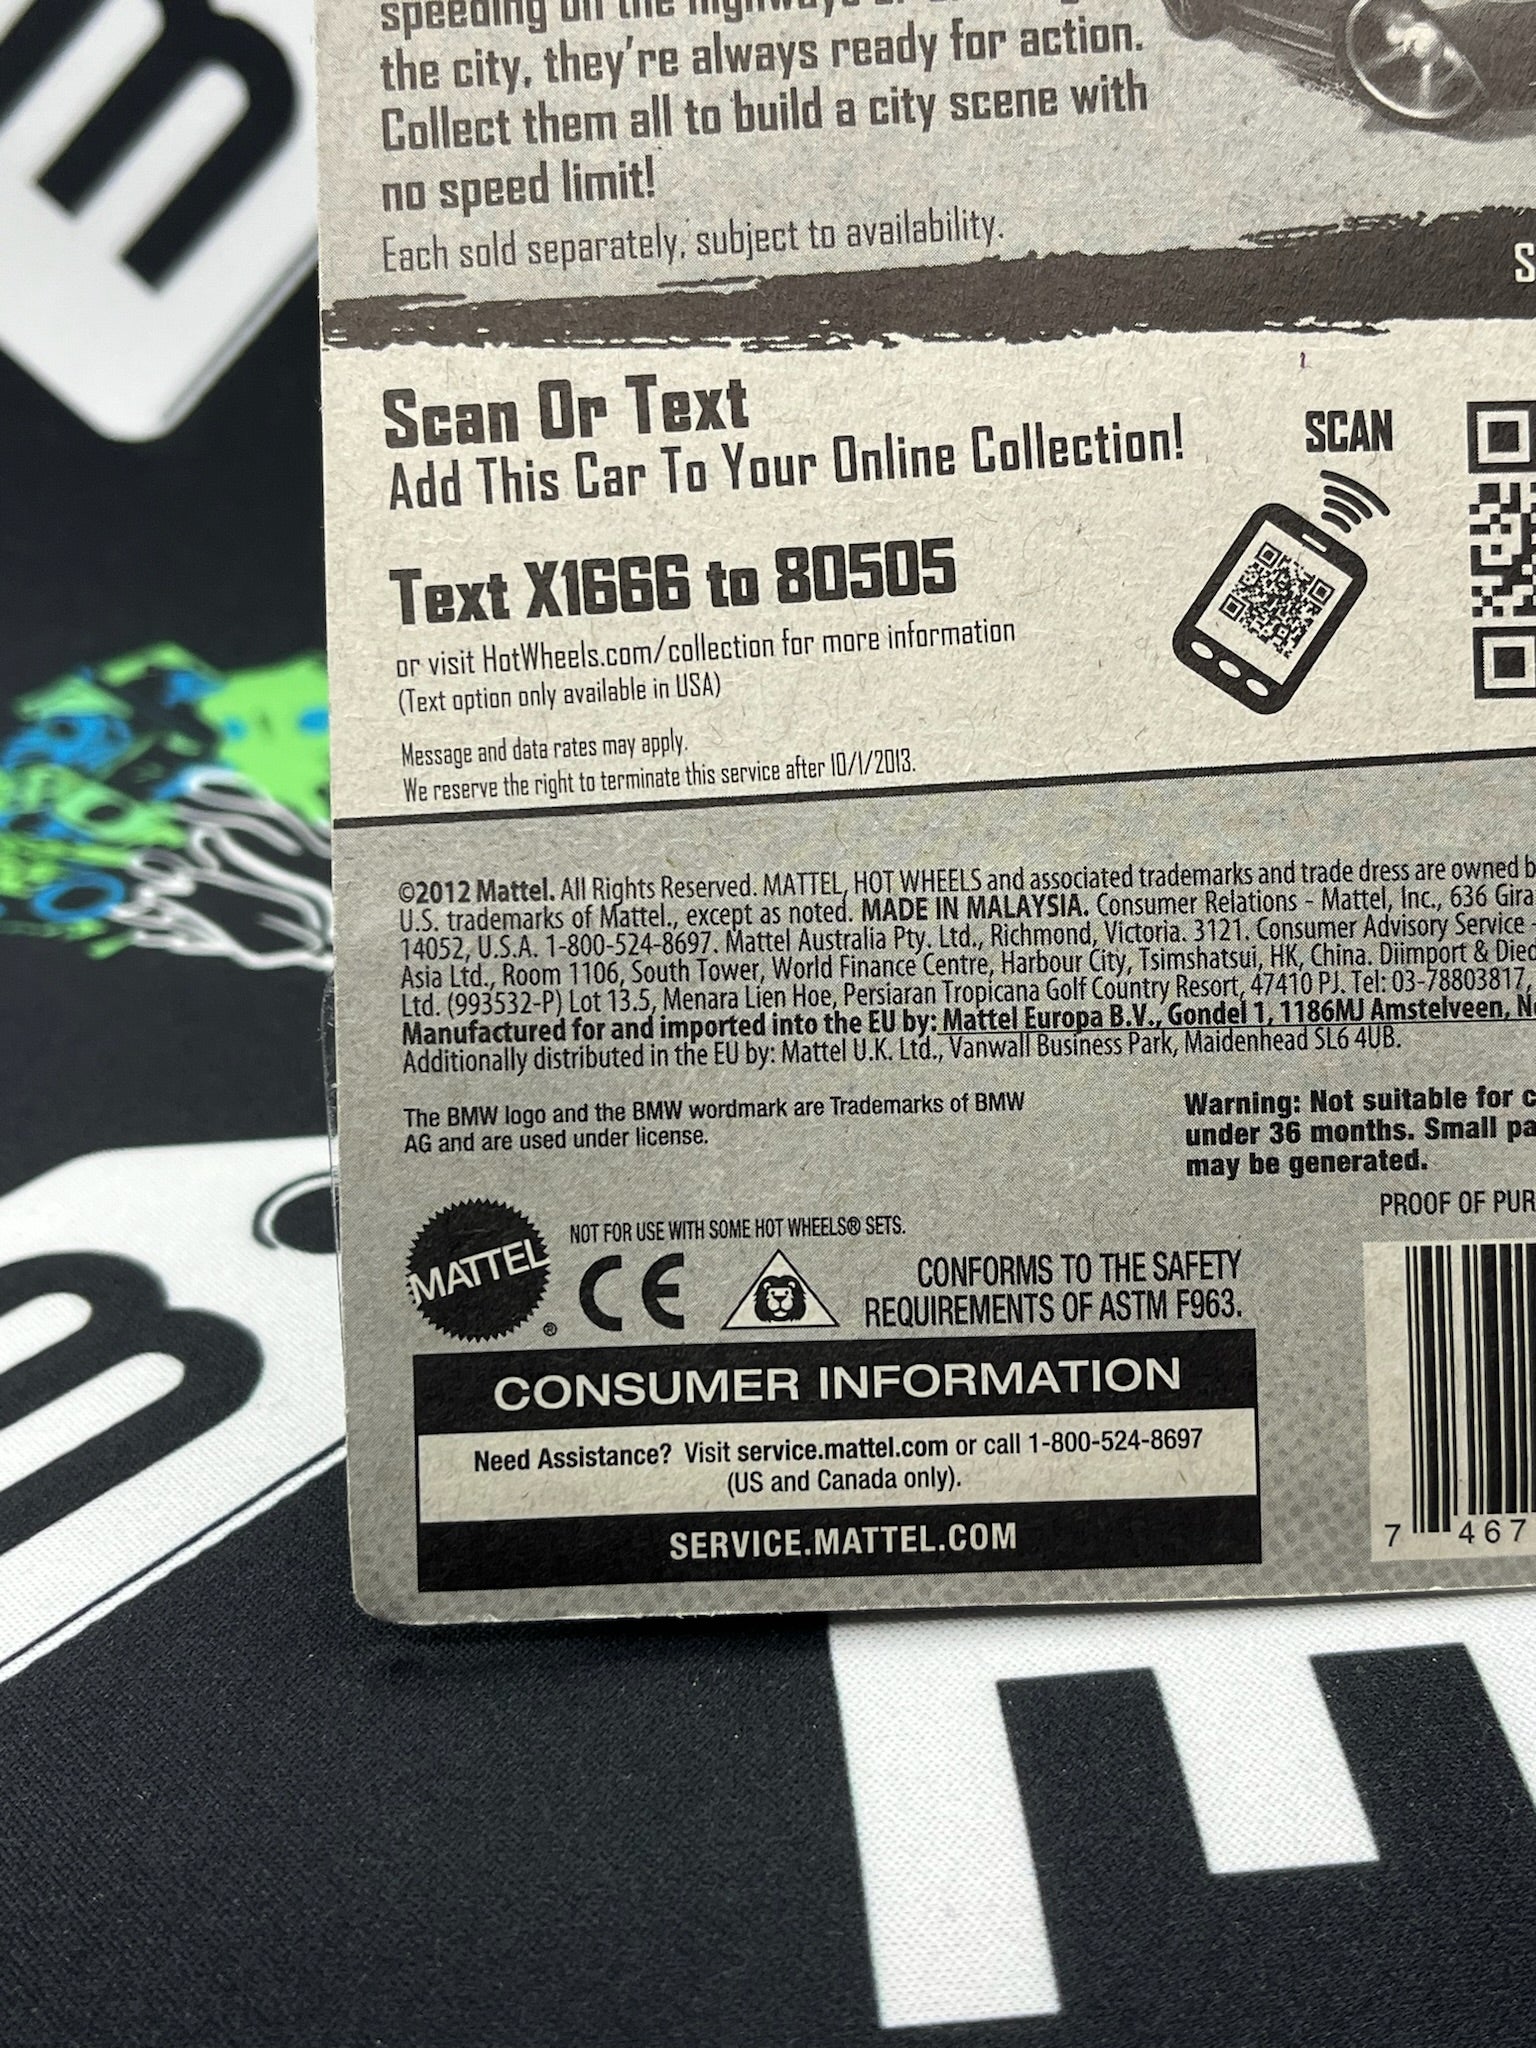 speeding on the highways
the city, they're always ready for action.
Collect them all to build a city scene with
no speed limit!
Each sold separately, subject to availability.
S
Scan Or Text
Add This Car To Your Online Collection!
SCAN
Text X1666 to 80505
or visit HotWheels.com/collection for more information
(Text option only available in USA)
Message and data rates may apply.
We reserve the right to terminate this service after 10/1/2013.
©2012 Mattel. All Rights Reserved. MATTEL, HOT WHEELS and associated trademarks and trade dress are owned b
U.S. trademarks of Mattel., except as noted. MADE IN MALAYSIA. Consumer Relations - Mattel, Inc., 636 Gira
14052, U.S.A. 1-800-524-8697. Mattel Australia Pty. Ltd., Richmond, Victoria. 3121. Consumer Advisory Service -
Asia Ltd., Room 1106, South Tower, World Finance Centre, Harbour City, Tsimshatsui, HK, China. Diimport & Died
Ltd. (993532-P) Lot 13.5, Menara Lien Hoe, Persiaran Tropicana Golf Country Resort, 47410 PJ. Tel: 03-78803817,
Manufactured for and imported into the EU by: Mattel Europa B.V., Gondel 1, 1186MJ Amstelveen, N
Additionally distributed in the EU by: Mattel U.K. Ltd., Vanwall Business Park, Maidenhead SL6 4UB.
The BMW logo and the BMW wordmark are Trademarks of BMW
AG and are used under license.
Warning: Not suitable for c
under 36 months. Small pa
may be generated.
PROOF OF PUR
MATTEL
®
NOT FOR USE WITH SOME HOT WHEELS® SETS.
CE
CONFORMS TO THE SAFETY
REQUIREMENTS OF ASTM F963.
CONSUMER INFORMATION
Need Assistance? Visit service.mattel.com or call 1-800-524-8697
(US and Canada only).
SERVICE.MATTEL.COM
7 467